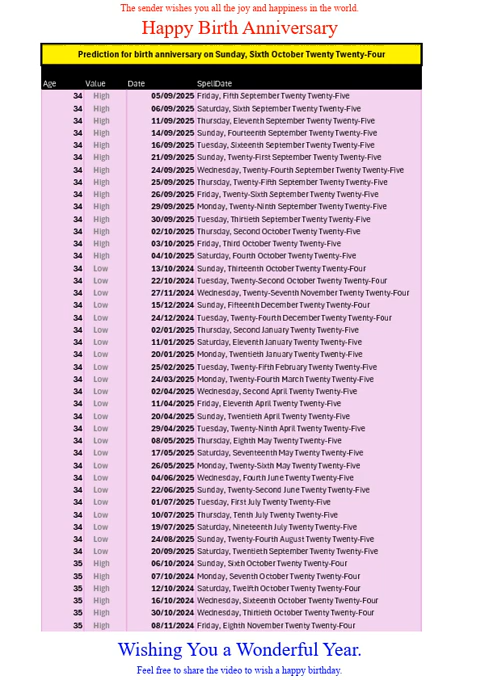 The sender wishes you all the joy and happiness in the world.
Happy Birth Anniversary
Prediction for birth anniversary on Sunday, Sixth October Twenty Twenty-Four
Age Value Date SpellDate
34 High 05/09/2025 Friday, Fifth September Twenty Twenty-Five
34 High 06/09/2025 Saturday, Sixth September Twenty Twenty-Five
34 High 11/09/2025 Thursday, Eleventh September Twenty Twenty-Five
34 High 14/09/2025 Sunday, Fourteenth September Twenty Twenty-Five
34 High 16/09/2025 Tuesday, Sixteenth September Twenty Twenty-Five
34 High 21/09/2025 Sunday, Twenty-First September Twenty Twenty-Five
34 High 24/09/2025 Wednesday, Twenty-Fourth September Twenty Twenty-Five
34 High 25/09/2025 Thursday, Twenty-Fifth September Twenty Twenty-Five
34 High 26/09/2025 Friday, Twenty-Sixth September Twenty Twenty-Five
34 High 29/09/2025 Monday, Twenty-Ninth September Twenty Twenty-Five
34 High 30/09/2025 Tuesday, Thirtieth September Twenty Twenty-Five
34 High 02/10/2025 Thursday, Second October Twenty Twenty-Five
34 High 03/10/2025 Friday, Third October Twenty Twenty-Five
34 High 04/10/2025 Saturday, Fourth October Twenty Twenty-Five
34 Low 13/10/2024 Sunday, Thirteenth October Twenty Twenty-Four
34 Low 22/10/2024 Tuesday, Twenty-Second October Twenty Twenty-Four
34 Low 27/11/2024 Wednesday, Twenty-Seventh November Twenty Twenty-Four
34 Low 15/12/2024 Sunday, Fifteenth December Twenty Twenty-Four
34 Low 24/12/2024 Tuesday, Twenty-Fourth December Twenty Twenty-Four
34 Low 02/01/2025 Thursday, Second January Twenty Twenty-Five
34 Low 11/01/2025 Saturday, Eleventh January Twenty Twenty-Five
34 Low 20/01/2025 Monday, Twentieth January Twenty Twenty-Five
34 Low 25/02/2025 Tuesday, Twenty-Fifth February Twenty Twenty-Five
34 Low 24/03/2025 Monday, Twenty-Fourth March Twenty Twenty-Five
34 Low 02/04/2025 Wednesday, Second April Twenty Twenty-Five
34 Low 11/04/2025 Friday, Eleventh April Twenty Twenty-Five
34 Low 20/04/2025 Sunday, Twentieth April Twenty Twenty-Five
34 Low 29/04/2025 Tuesday, Twenty-Ninth April Twenty Twenty-Five
34 Low 08/05/2025 Thursday, Eighth May Twenty Twenty-Five
34 Low 17/05/2025 Saturday, Seventeenth May Twenty Twenty-Five
34 Low 26/05/2025 Monday, Twenty-Sixth May Twenty Twenty-Five
34 Low 04/06/2025 Wednesday, Fourth June Twenty Twenty-Five
34 Low 22/06/2025 Sunday, Twenty-Second June Twenty Twenty-Five
34 Low 01/07/2025 Tuesday, First July Twenty Twenty-Five
34 Low 10/07/2025 Thursday, Tenth July Twenty Twenty-Five
34 Low 19/07/2025 Saturday, Nineteenth July Twenty Twenty-Five
34 Low 24/08/2025 Sunday, Twenty-Fourth August Twenty Twenty-Five
34 Low 20/09/2025 Saturday, Twentieth September Twenty Twenty-Five
35 High 06/10/2024 Sunday, Sixth October Twenty Twenty-Four
35 High 07/10/2024 Monday, Seventh October Twenty Twenty-Four
35 High 12/10/2024 Saturday, Twelfth October Twenty Twenty-Four
35 High 16/10/2024 Wednesday, Sixteenth October Twenty Twenty-Four
35 High 30/10/2024 Wednesday, Thirtieth October Twenty Twenty-Four
35 High 08/11/2024 Friday, Eighth November Twenty Twenty-Four
Wishing You a Wonderful Year.
Feel free to share the video to wish a happy birthday.